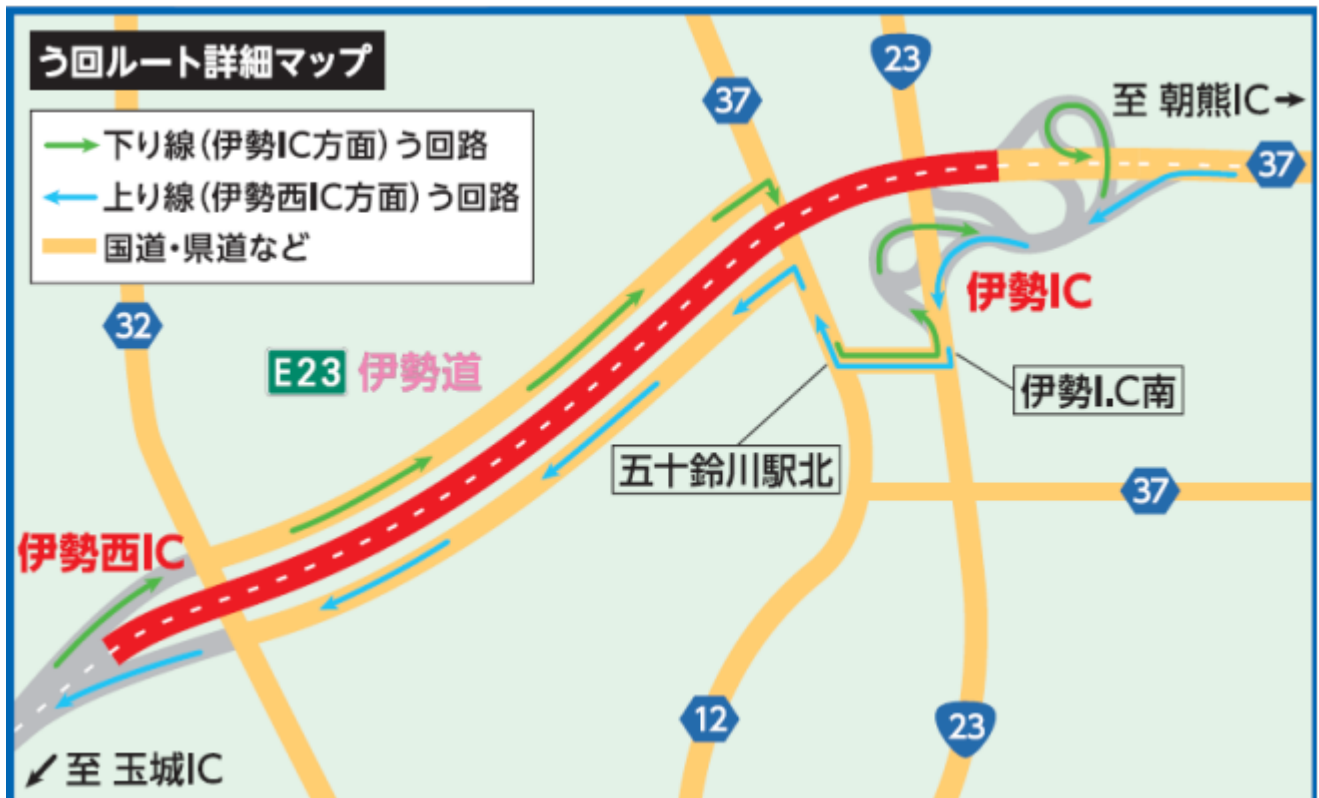 う回ルート詳細マップ
下り線(伊勢IC方面)う回路
上り線(伊勢西IC方面)う回路
国道・県道など
37
23
至 朝熊IC→
37
32
E23 伊勢道
伊勢IC
伊勢I.C南
五十鈴川駅北
37
伊勢西IC
12
23
↙ 至 玉城IC